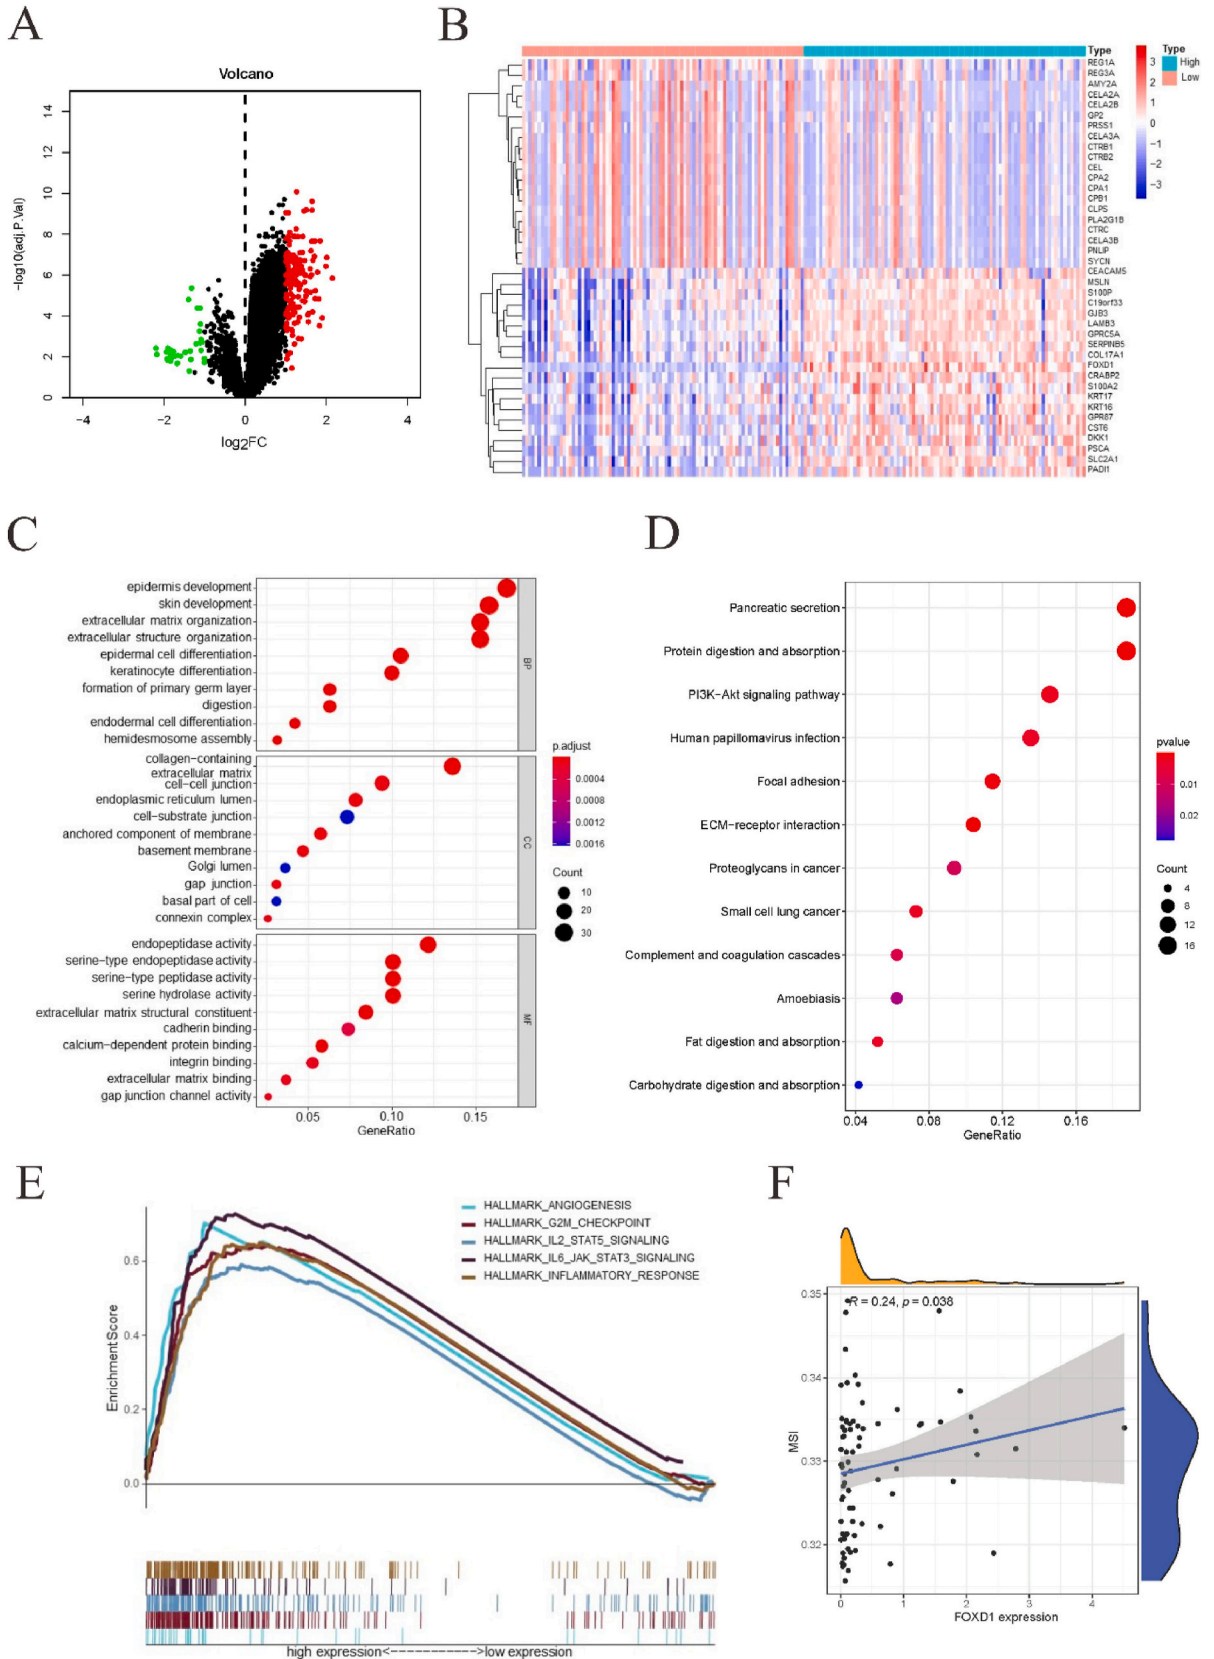 A
Volcano
14
12
10
8
6
4
2
0
-log10(adj.P.Val)
−4
−2
0
2
4
log2FC
B
Type
REG1A
REG3A
AMY2A
CELA2A
CELA2B
GP2
PRSS1
CELA3A
CTRB1
CTRB2
CEL
CPA2
CPA1
CPB1
CLPS
PLA2G1B
CTRC
CELA3B
PNLIP
SYCN
CEACAM5
MSLN
S100P
C19orf33
GJB3
LAMB3
GPRC5A
SERPINB5
COL17A1
FOXD1
CRABP2
S100A2
KRT17
KRT16
GPR87
CST6
DKK1
PSCA
SLC2A1
PADI1
3
2
1
0
−1
−2
−3
Type
High
Low
C
epidermis development
skin development
extracellular matrix organization
extracellular structure organization
epidermal cell differentiation
keratinocyte differentiation
formation of primary germ layer
digestion
endodermal cell differentiation
hemidesmosome assembly
BP
collagen−containing
extracellular matrix
cell−cell junction
endoplasmic reticulum lumen
cell−substrate junction
anchored component of membrane
basement membrane
Golgi lumen
gap junction
basal part of cell
connexin complex
CC
endopeptidase activity
serine−type endopeptidase activity
serine−type peptidase activity
serine hydrolase activity
extracellular matrix structural constituent
cadherin binding
calcium−dependent protein binding
integrin binding
extracellular matrix binding
gap junction channel activity
MF
0.05
0.10
0.15
GeneRatio
p.adjust
0.0004
0.0008
0.0012
0.0016
Count
10
20
30
D
Pancreatic secretion
Protein digestion and absorption
PI3K−Akt signaling pathway
Human papillomavirus infection
Focal adhesion
ECM−receptor interaction
Proteoglycans in cancer
Small cell lung cancer
Complement and coagulation cascades
Amoebiasis
Fat digestion and absorption
Carbohydrate digestion and absorption
0.04
0.08
0.12
0.16
GeneRatio
pvalue
0.01
0.02
Count
4
8
12
16
E
HALLMARK_ANGIOGENESIS
HALLMARK_G2M_CHECKPOINT
HALLMARK_IL2_STAT5_SIGNALING
HALLMARK_IL6_JAK_STAT3_SIGNALING
HALLMARK_INFLAMMATORY_RESPONSE
0.6
0.4
0.2
0.0
Enrichment Score
high expression<----------->low expression
F
R = 0.24, p = 0.038
0.35
0.34
0.33
0.32
MSI
0
1
2
3
4
FOXD1 expression